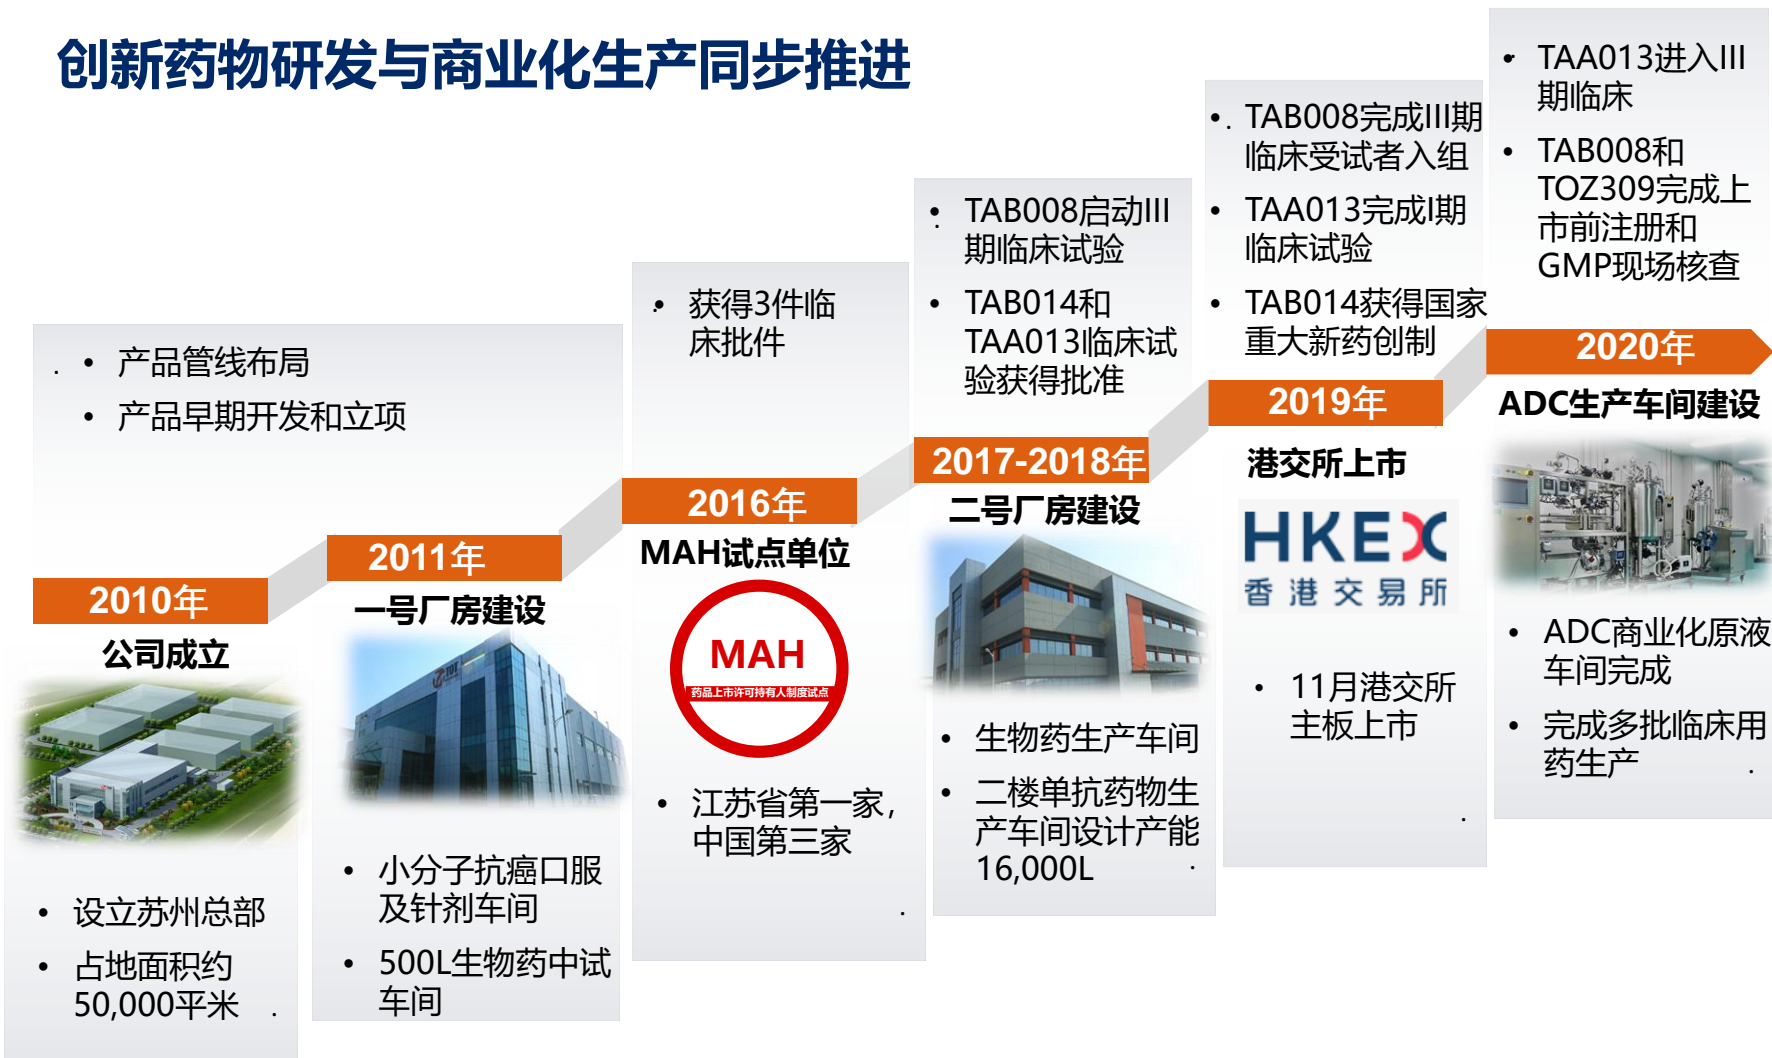 创新药物研发与商业化生产同步推进
• 产品管线布局
• 产品早期开发和立项
2010年
公司成立
• 设立苏州总部
• 占地面积约
50,000平米
2011年
一号厂房建设
TOT
• 小分子抗癌口服
及针剂车间
• 500L生物药中试
车间
• 获得3件临
床批件
2016年
MAH试点单位
MAH
药品上市许可持有人制度试点
• 江苏省第一家，
中国第三家
• TAB008启动III
期临床试验
• TAB014和
TAA013临床试
验获得批准
2017-2018年
二号厂房建设
• 生物药生产车间
• 二楼单抗药物生
产车间设计产能
16,000L
• TAB008完成III期
临床受试者入组
• TAA013完成I期
临床试验
• TAB014获得国家
重大新药创制
2019年
港交所上市
HKEX
香港交易所
• 11月港交所
主板上市
• TAA013进入III
期临床
• TAB008和
TOZ309完成上
市前注册和
GMP现场核查
2020年
ADC生产车间建设
• ADC商业化原液
车间完成
• 完成多批临床用
药生产